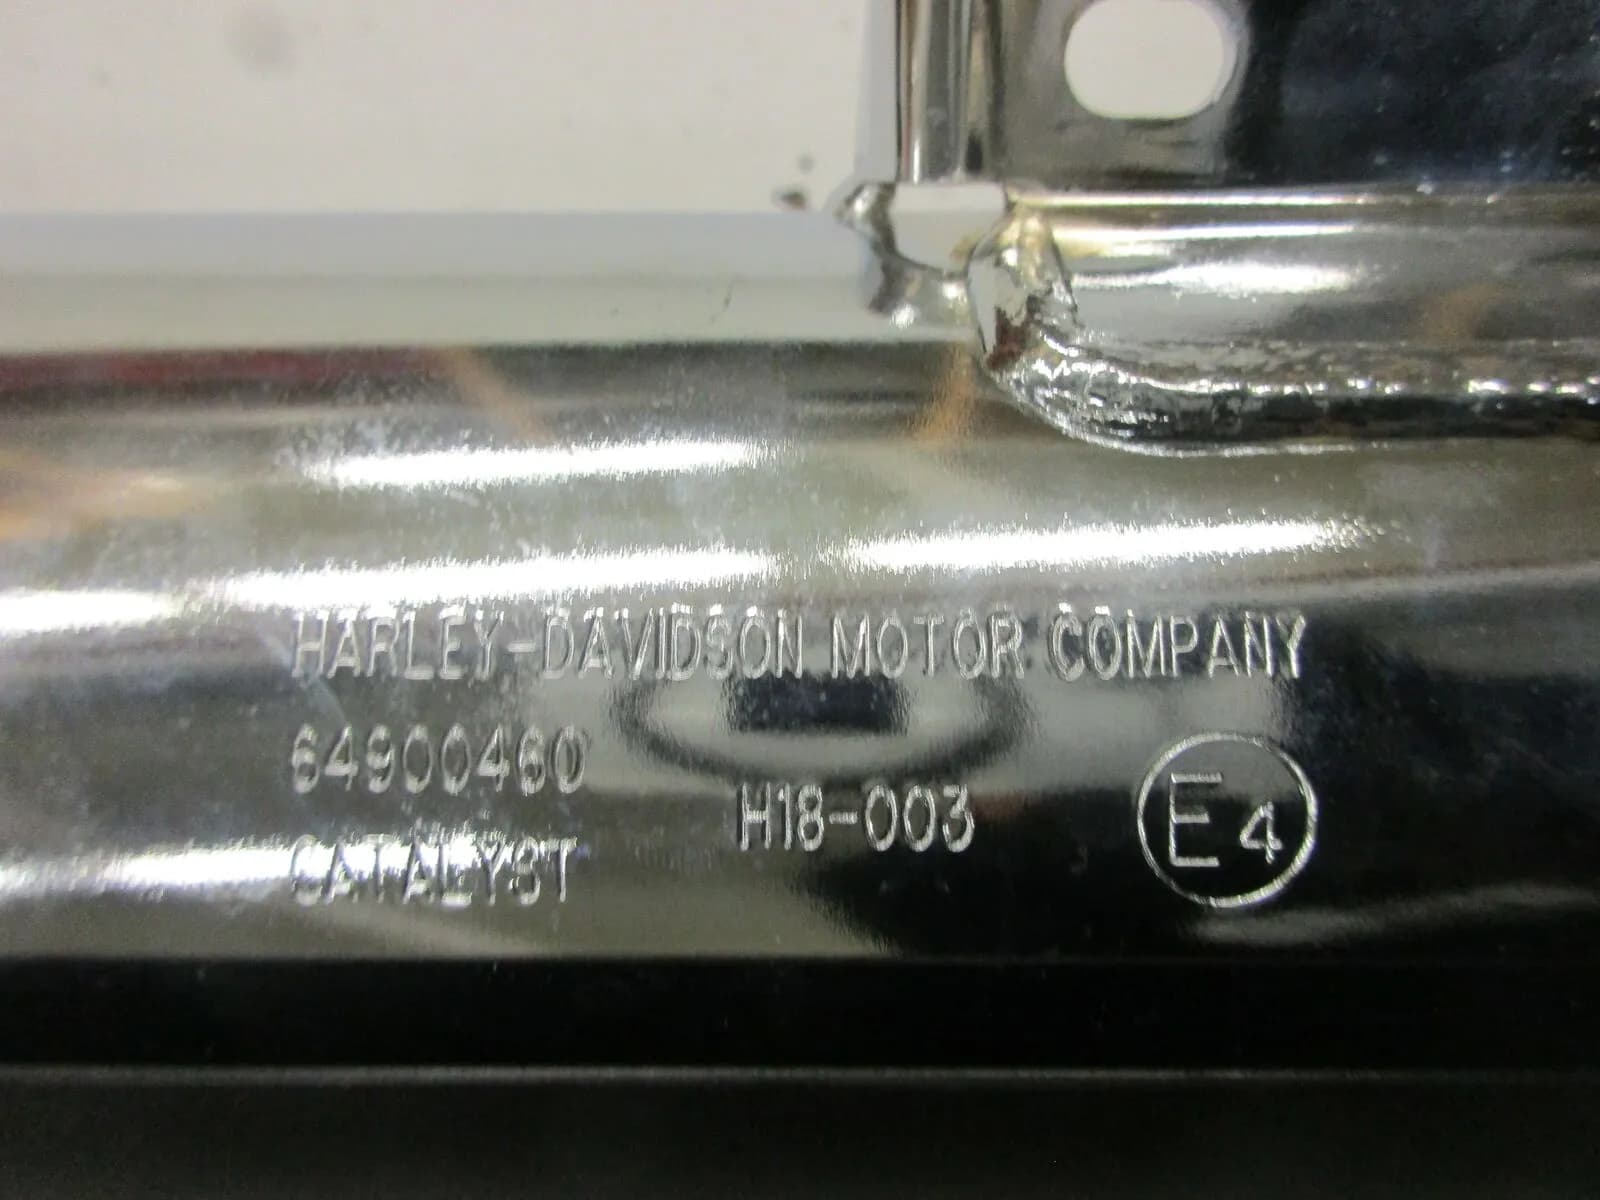 HARLEY-DAVIDSON MOTOR COMPANY
64900460
H18-003
E4
CATALYST